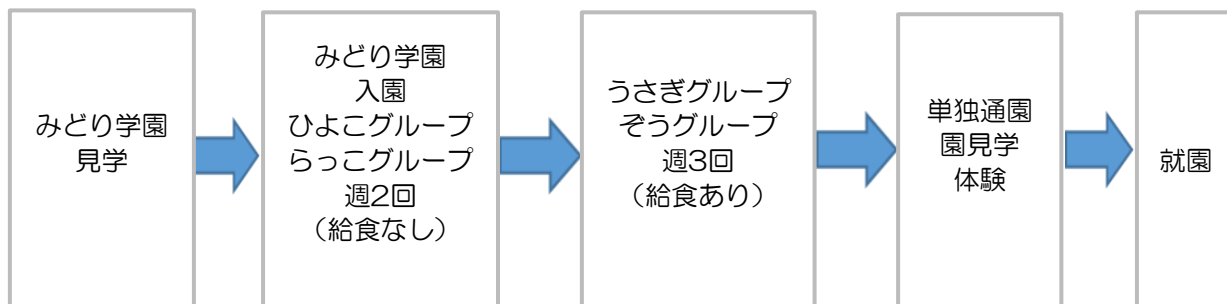 みどり学園
見学
みどり学園
入園
ひよこグループ
らっこグループ
週2回
（給食なし）
うさぎグループ
ぞうグループ
週3回
（給食あり）
単独通園
園見学
体験
就園